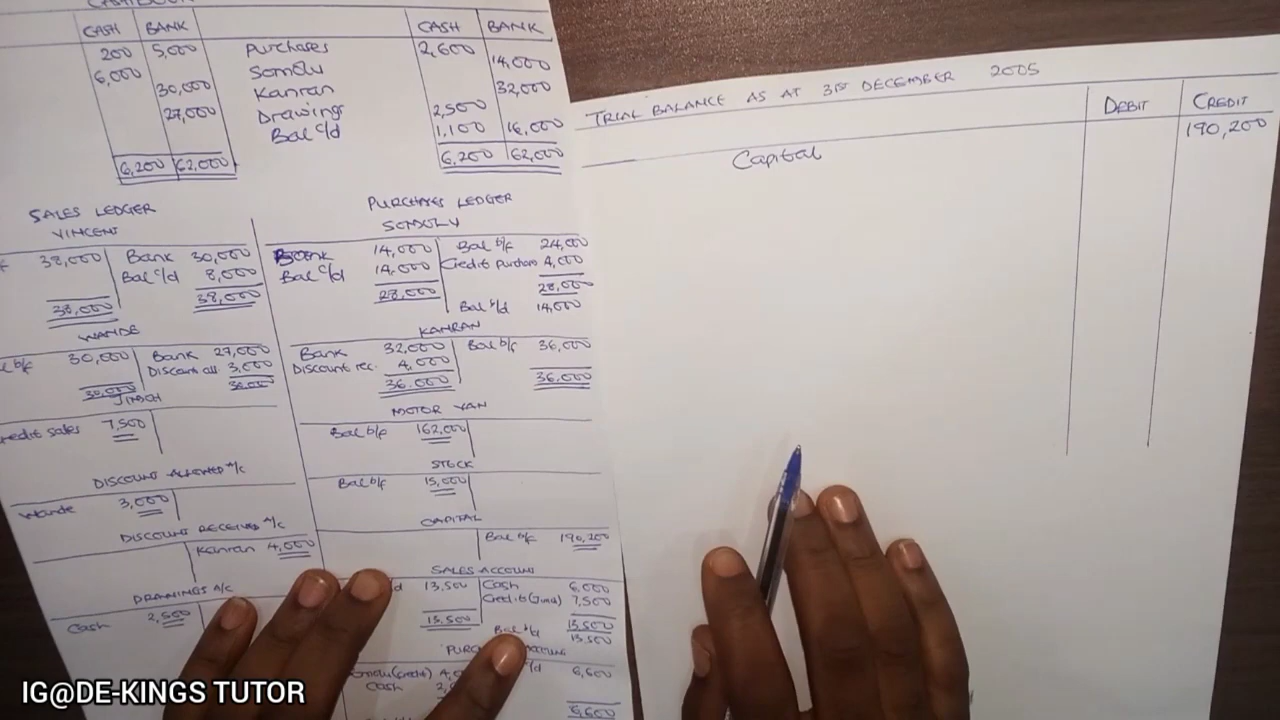 CASH BANK CASH BANK
200 5,000 Purchases 2,600
6,000 Somolu 14,000
30,000 Kanran 32,000
27,000 Drawings 2,500
Bal c/d 1,100 16,000
6,200 62,000 6,200 62,000
SALES LEDGER
VINCENT
38,000 Bank 30,000
Bal c/d 8,000
38,000 38,000
WANDE
b/f 30,000 Bank 27,000
Discount all. 3,000
30,000 30,000
JIMOH
Credit Sales 7,500
DISCOUNT ALLOWED A/C
Wande 3,000
DISCOUNT RECEIVED A/C
Kanran 4,000
DRAWINGS A/C
Cash 2,500
PURCHASES LEDGER
SOMOLU
Bank 14,000 Bal b/f 24,000
Bal c/d 14,000 Credit purchase 4,000
28,000 28,000
Bal b/d 14,000
KANRAN
Bank 32,000 Bal b/f 36,000
Discount rec. 4,000
36,000 36,000
MOTOR VAN
Bal b/f 162,000
STOCK
Bal b/f 15,000
CAPITAL
Bal b/f 190,200
SALES ACCOUNT
13,500 Cash 6,000
Credit 7,500
13,500 13,500
Bal b/d 13,500
Cash 6,600
6,600
TRIAL BALANCE AS AT 31st DECEMBER 2005
DEBIT CREDIT
Capital 190,200
IG@DE-KINGS TUTOR